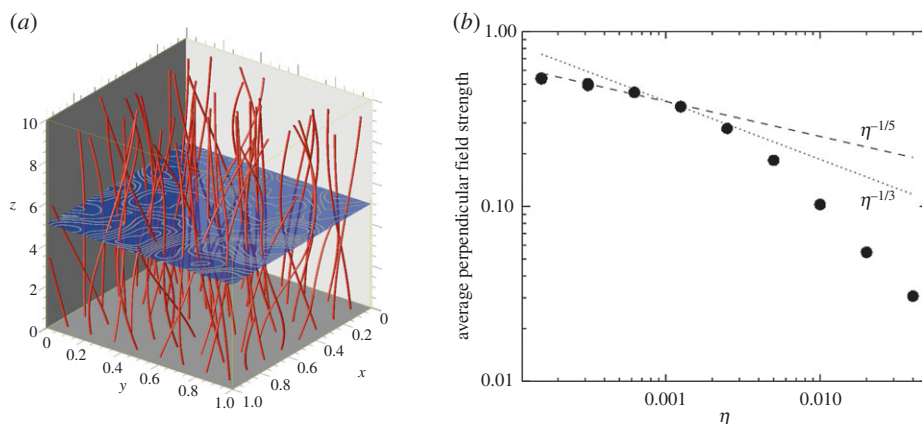 (a)
10
8
6
z
4
2
0
0
0.2
0.4
y
0.6
0.8
1.0
1.0
0.8
0.6
x
0.4
0.2
0
(b)
1.00
0.10
0.01
average perpendicular field strength
η^{-1/5}
η^{-1/3}
0.001
0.010
η